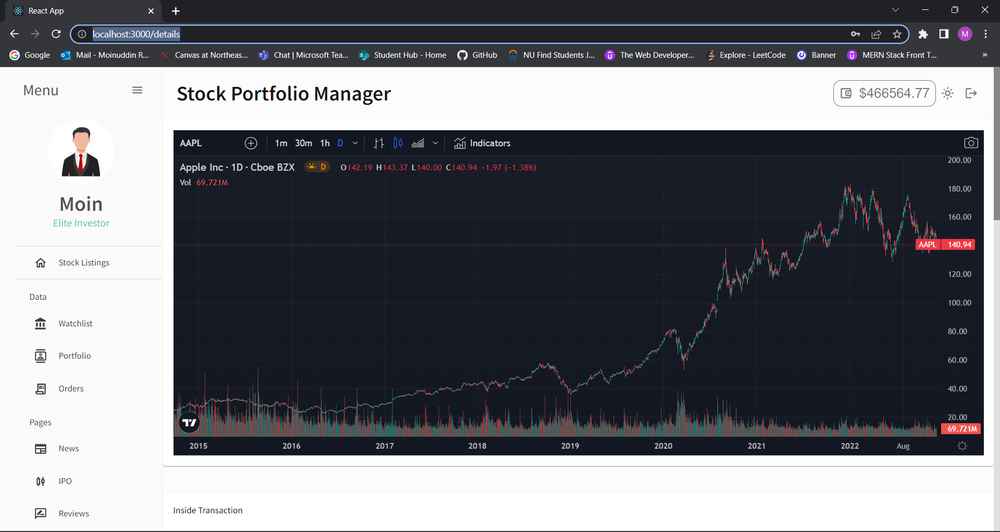 React App
localhost:3000/details
M
Google
Mail - Moinuddin R...
Canvas at Northeas...
Chat | Microsoft Tea...
Student Hub - Home
GitHub
NU Find Students J...
The Web Developer...
Explore - LeetCode
Banner
MERN Stack Front T...
»
Menu
Stock Portfolio Manager
$466564.77
Moin
Elite Investor
Stock Listings
Data
Watchlist
Portfolio
Orders
Pages
News
IPO
Reviews
AAPL
1m 30m 1h D
Indicators
Apple Inc · 1D · Cboe BZX D O142.19 H143.37 L140.00 C140.94 −1.97 (−1.38%)
Vol 69.721M
200.00
180.00
160.00
AAPL 140.94
120.00
100.00
80.00
60.00
40.00
20.00
69.721M
2015 2016 2017 2018 2019 2020 2021 2022 Aug
Inside Transaction